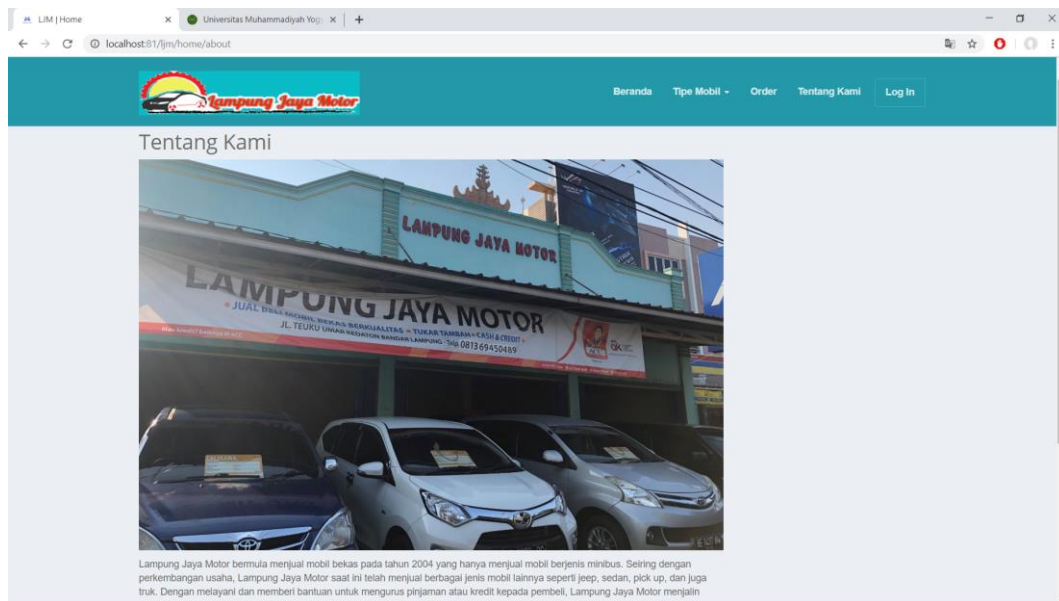 LJM | Home
Universitas Muhammadiyah Yog
localhost:81/ljm/home/about
Lampung Jaya Motor
Beranda
Tipe Mobil
Order
Tentang Kami
Log In
Tentang Kami
LAMPUNG JAYA MOTOR
LAMPUNG JAYA MOTOR
• JUAL BELI MOBIL BEKAS BERKUALITAS • TUKAR TAMBAH • CASH & CREDIT •
JL. TEUKU UMAR KEDATON BANDAR LAMPUNG - Telp. 081369450489
DIJUAL
Lampung Jaya Motor bermula menjual mobil bekas pada tahun 2004 yang hanya menjual mobil berjenis minibus. Seiring dengan
perkembangan usaha, Lampung Jaya Motor saat ini telah menjual berbagai jenis mobil lainnya seperti jeep, sedan, pick up, dan juga
truk. Dengan melayani dan memberi bantuan untuk mengurus pinjaman atau kredit kepada pembeli, Lampung Jaya Motor menjalin